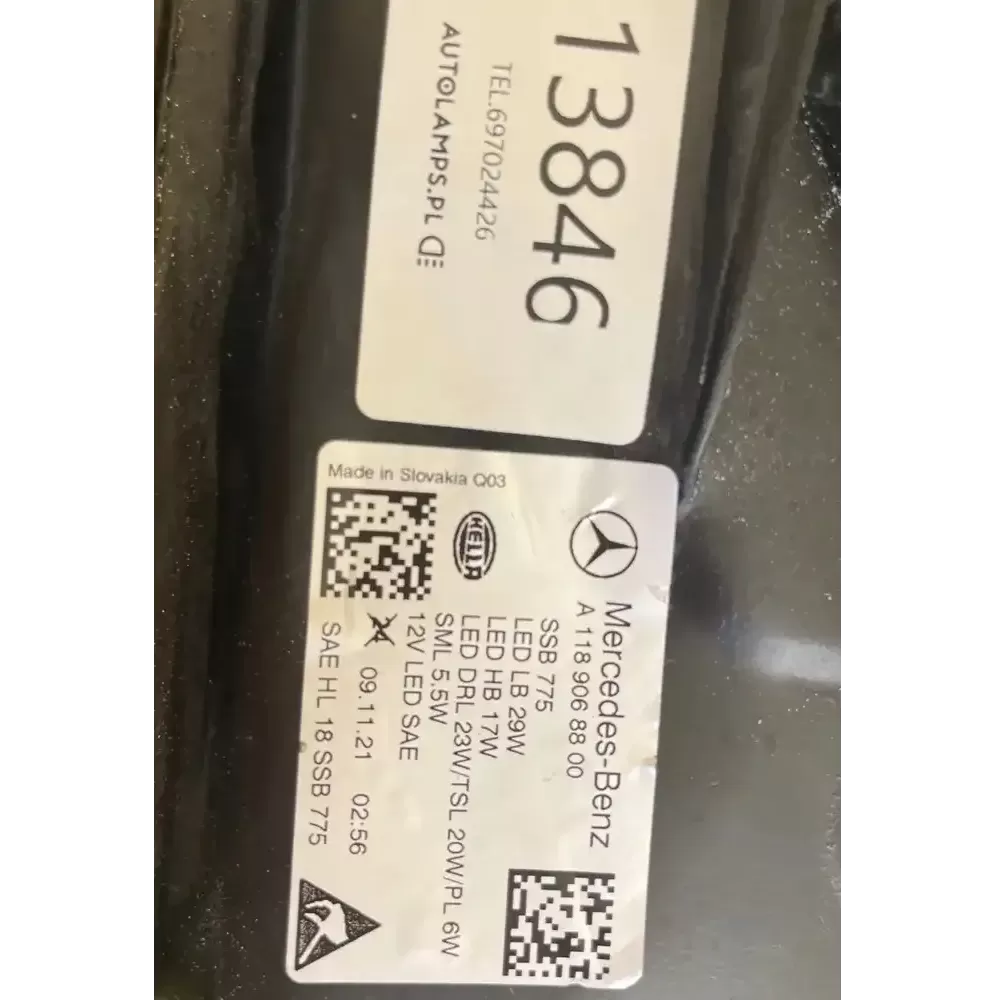 13846
TEL.697024426
AUTOLAMPS.PL
Mercedes-Benz
A 118 906 88 00
SSB 775
LED LB 29W
LED HB 17W
LED DRL 23W/TSL 20W/PL 6W
SML 5.5W
12V LED SAE
09.11.21 02:56
SAE HL 18 SSB 775
HELLA
Made in Slovakia Q03